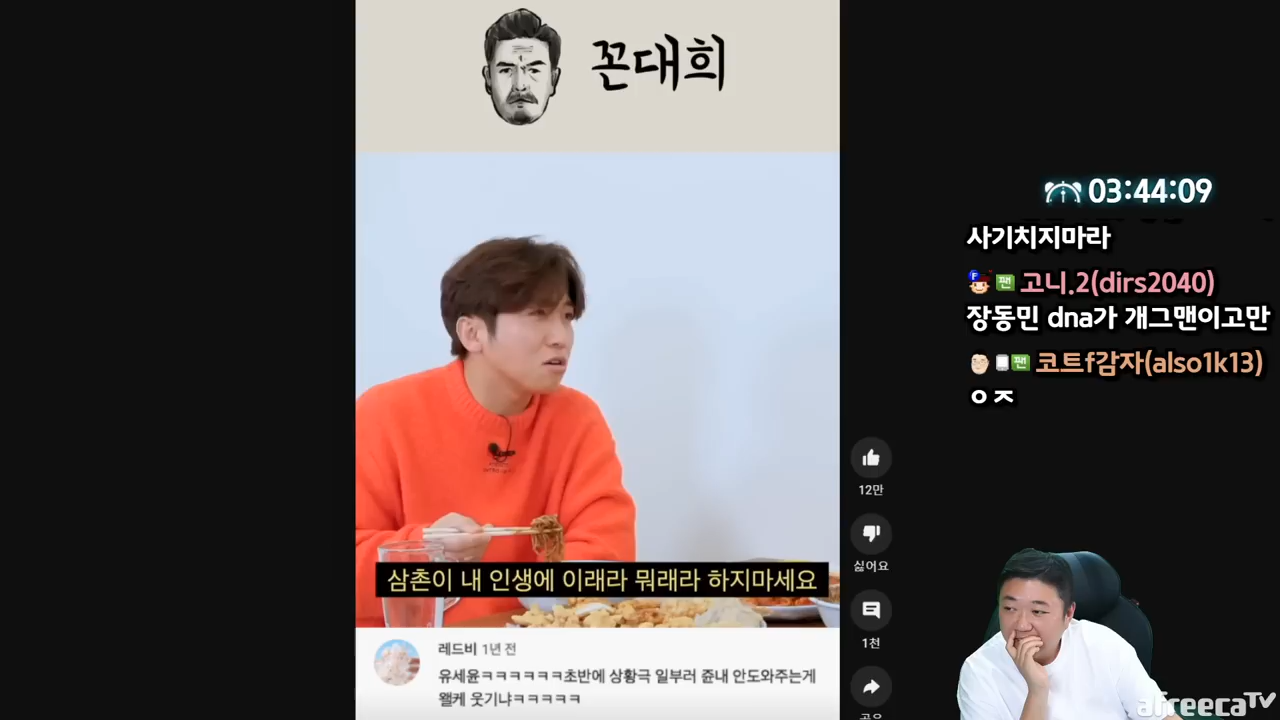 꼰대희
03:44:09
사기치지마라
F 팬 고니.2(dirs2040)
장동민 dna가 개그맨이고만
팬 코트f감자(also1k13)
ㅇㅈ
12만
싫어요
1천
공유
삼촌이 내 인생에 이래라 뭐래라 하지마세요
레드비 1년 전
유세윤ㅋㅋㅋㅋㅋㅋ초반에 상황극 일부러 쥰내 안도와주는게
왤케 웃기냐ㅋㅋㅋㅋㅋ
afreecaTV